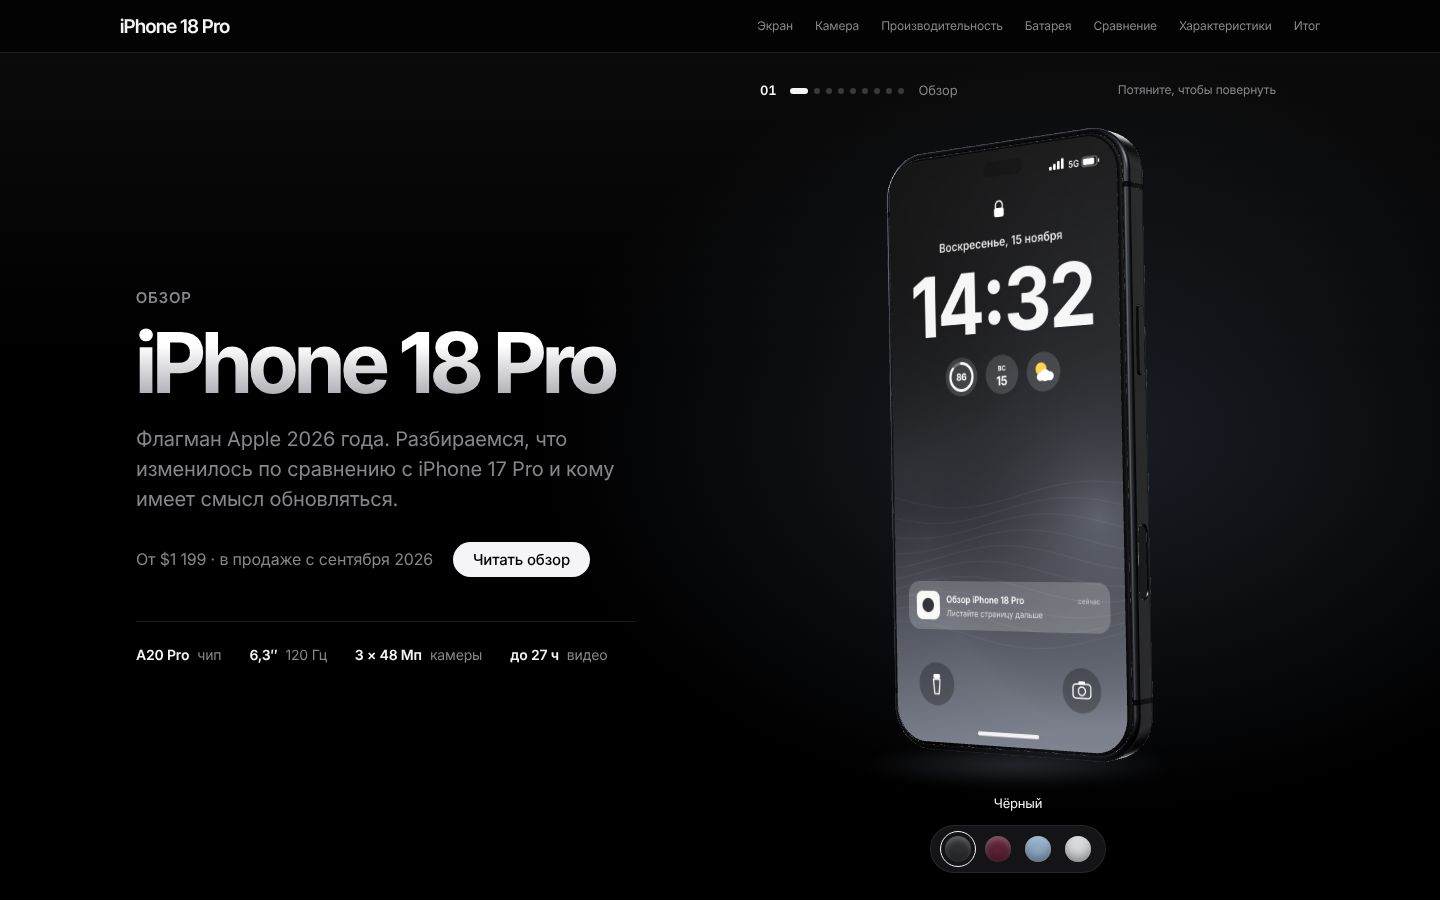 iPhone 18 Pro
Экран Камера Производительность Батарея Сравнение Характеристики Итог
01 Обзор Потяните, чтобы повернуть
5G
Воскресенье, 15 ноября
14:32
86
ВС
15
ОБЗОР
iPhone 18 Pro
Флагман Apple 2026 года. Разбираемся, что
изменилось по сравнению с iPhone 17 Pro и кому
имеет смысл обновляться.
От $1 199 · в продаже с сентября 2026 Читать обзор
Обзор iPhone 18 Pro сейчас
Листайте страницу дальше
A20 Pro чип 6,3″ 120 Гц 3 × 48 Мп камеры до 27 ч видео
Чёрный